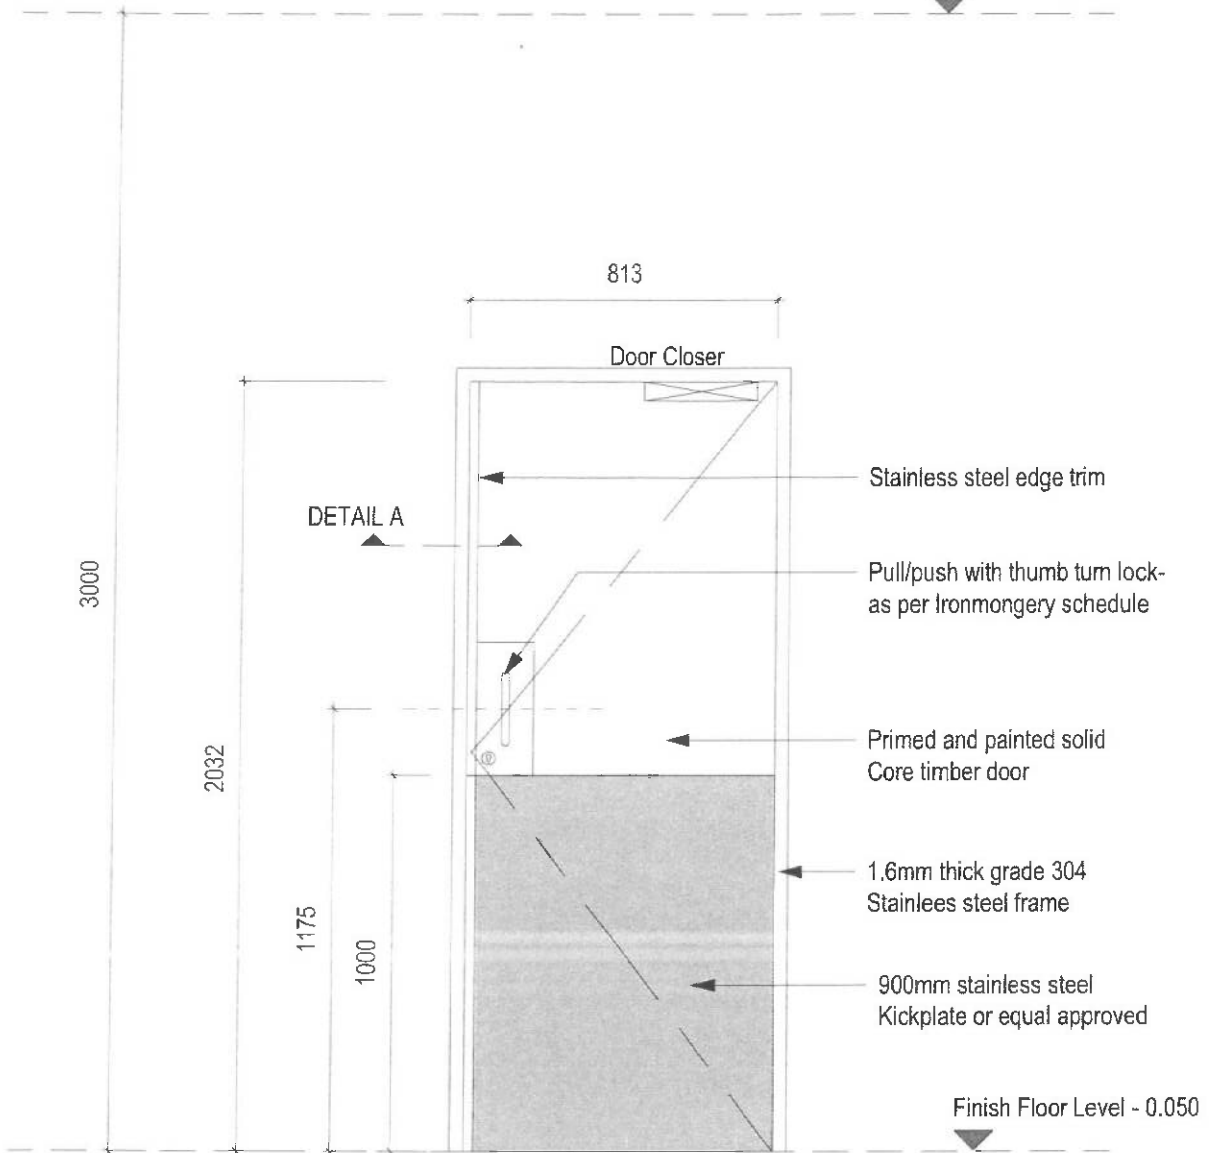 813
Door Closer
Stainless steel edge trim
DETAIL A
Pull/push with thumb turn lock-
as per Ironmongery schedule
3000
Primed and painted solid
Core timber door
2032
1.6mm thick grade 304
Stainlees steel frame
1175
1000
900mm stainless steel
Kickplate or equal approved
Finish Floor Level - 0.050